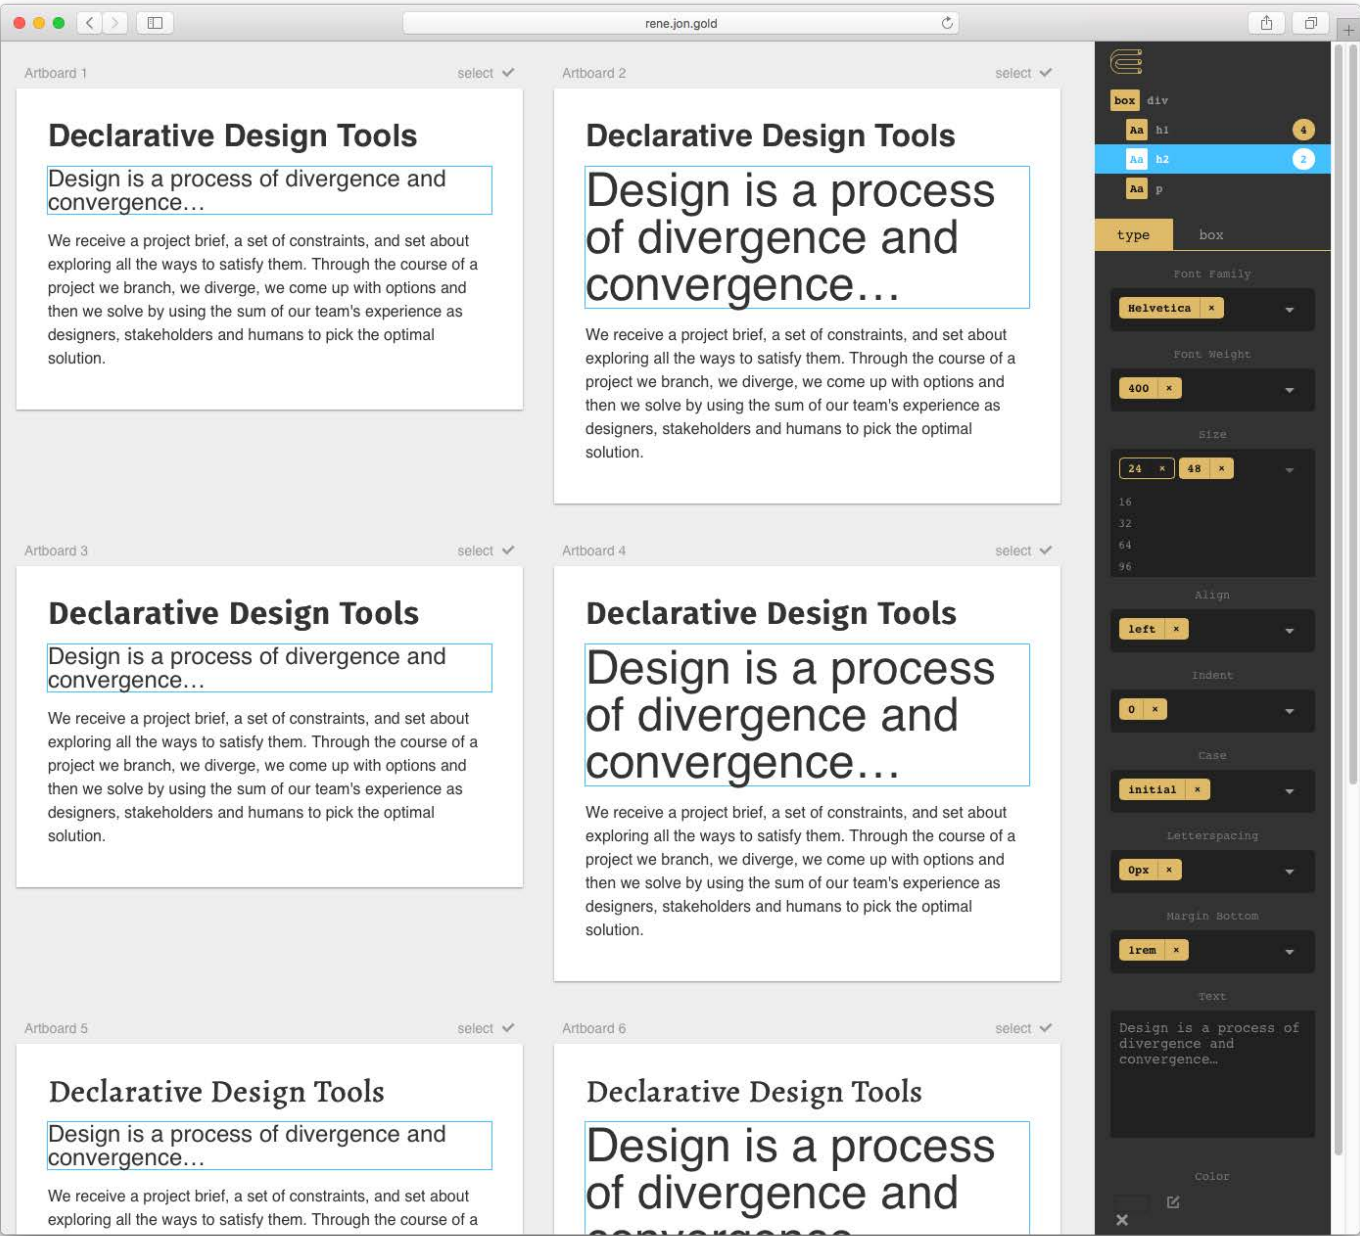 rene.jon.gold
Artboard 1
select
Declarative Design Tools
Design is a process of divergence and
convergence…
We receive a project brief, a set of constraints, and set about
exploring all the ways to satisfy them. Through the course of a
project we branch, we diverge, we come up with options and
then we solve by using the sum of our team's experience as
designers, stakeholders and humans to pick the optimal
solution.
Artboard 2
select
Declarative Design Tools
Design is a process
of divergence and
convergence…
We receive a project brief, a set of constraints, and set about
exploring all the ways to satisfy them. Through the course of a
project we branch, we diverge, we come up with options and
then we solve by using the sum of our team's experience as
designers, stakeholders and humans to pick the optimal
solution.
Artboard 3
select
Declarative Design Tools
Design is a process of divergence and
convergence…
We receive a project brief, a set of constraints, and set about
exploring all the ways to satisfy them. Through the course of a
project we branch, we diverge, we come up with options and
then we solve by using the sum of our team's experience as
designers, stakeholders and humans to pick the optimal
solution.
Artboard 4
select
Declarative Design Tools
Design is a process
of divergence and
convergence…
We receive a project brief, a set of constraints, and set about
exploring all the ways to satisfy them. Through the course of a
project we branch, we diverge, we come up with options and
then we solve by using the sum of our team's experience as
designers, stakeholders and humans to pick the optimal
solution.
Artboard 5
select
Declarative Design Tools
Design is a process of divergence and
convergence…
We receive a project brief, a set of constraints, and set about
exploring all the ways to satisfy them. Through the course of a
Artboard 6
select
Declarative Design Tools
Design is a process
of divergence and
convergence
box div
Aa h1 4
Aa h2 2
Aa p
type box
Font Family
Helvetica ×
Font Weight
400 ×
Size
24 × 48 ×
16
32
64
96
Align
left ×
Indent
0 ×
Case
initial ×
Letterspacing
0px ×
Margin Bottom
1rem ×
Text
Design is a process of
divergence and
convergence…
Color